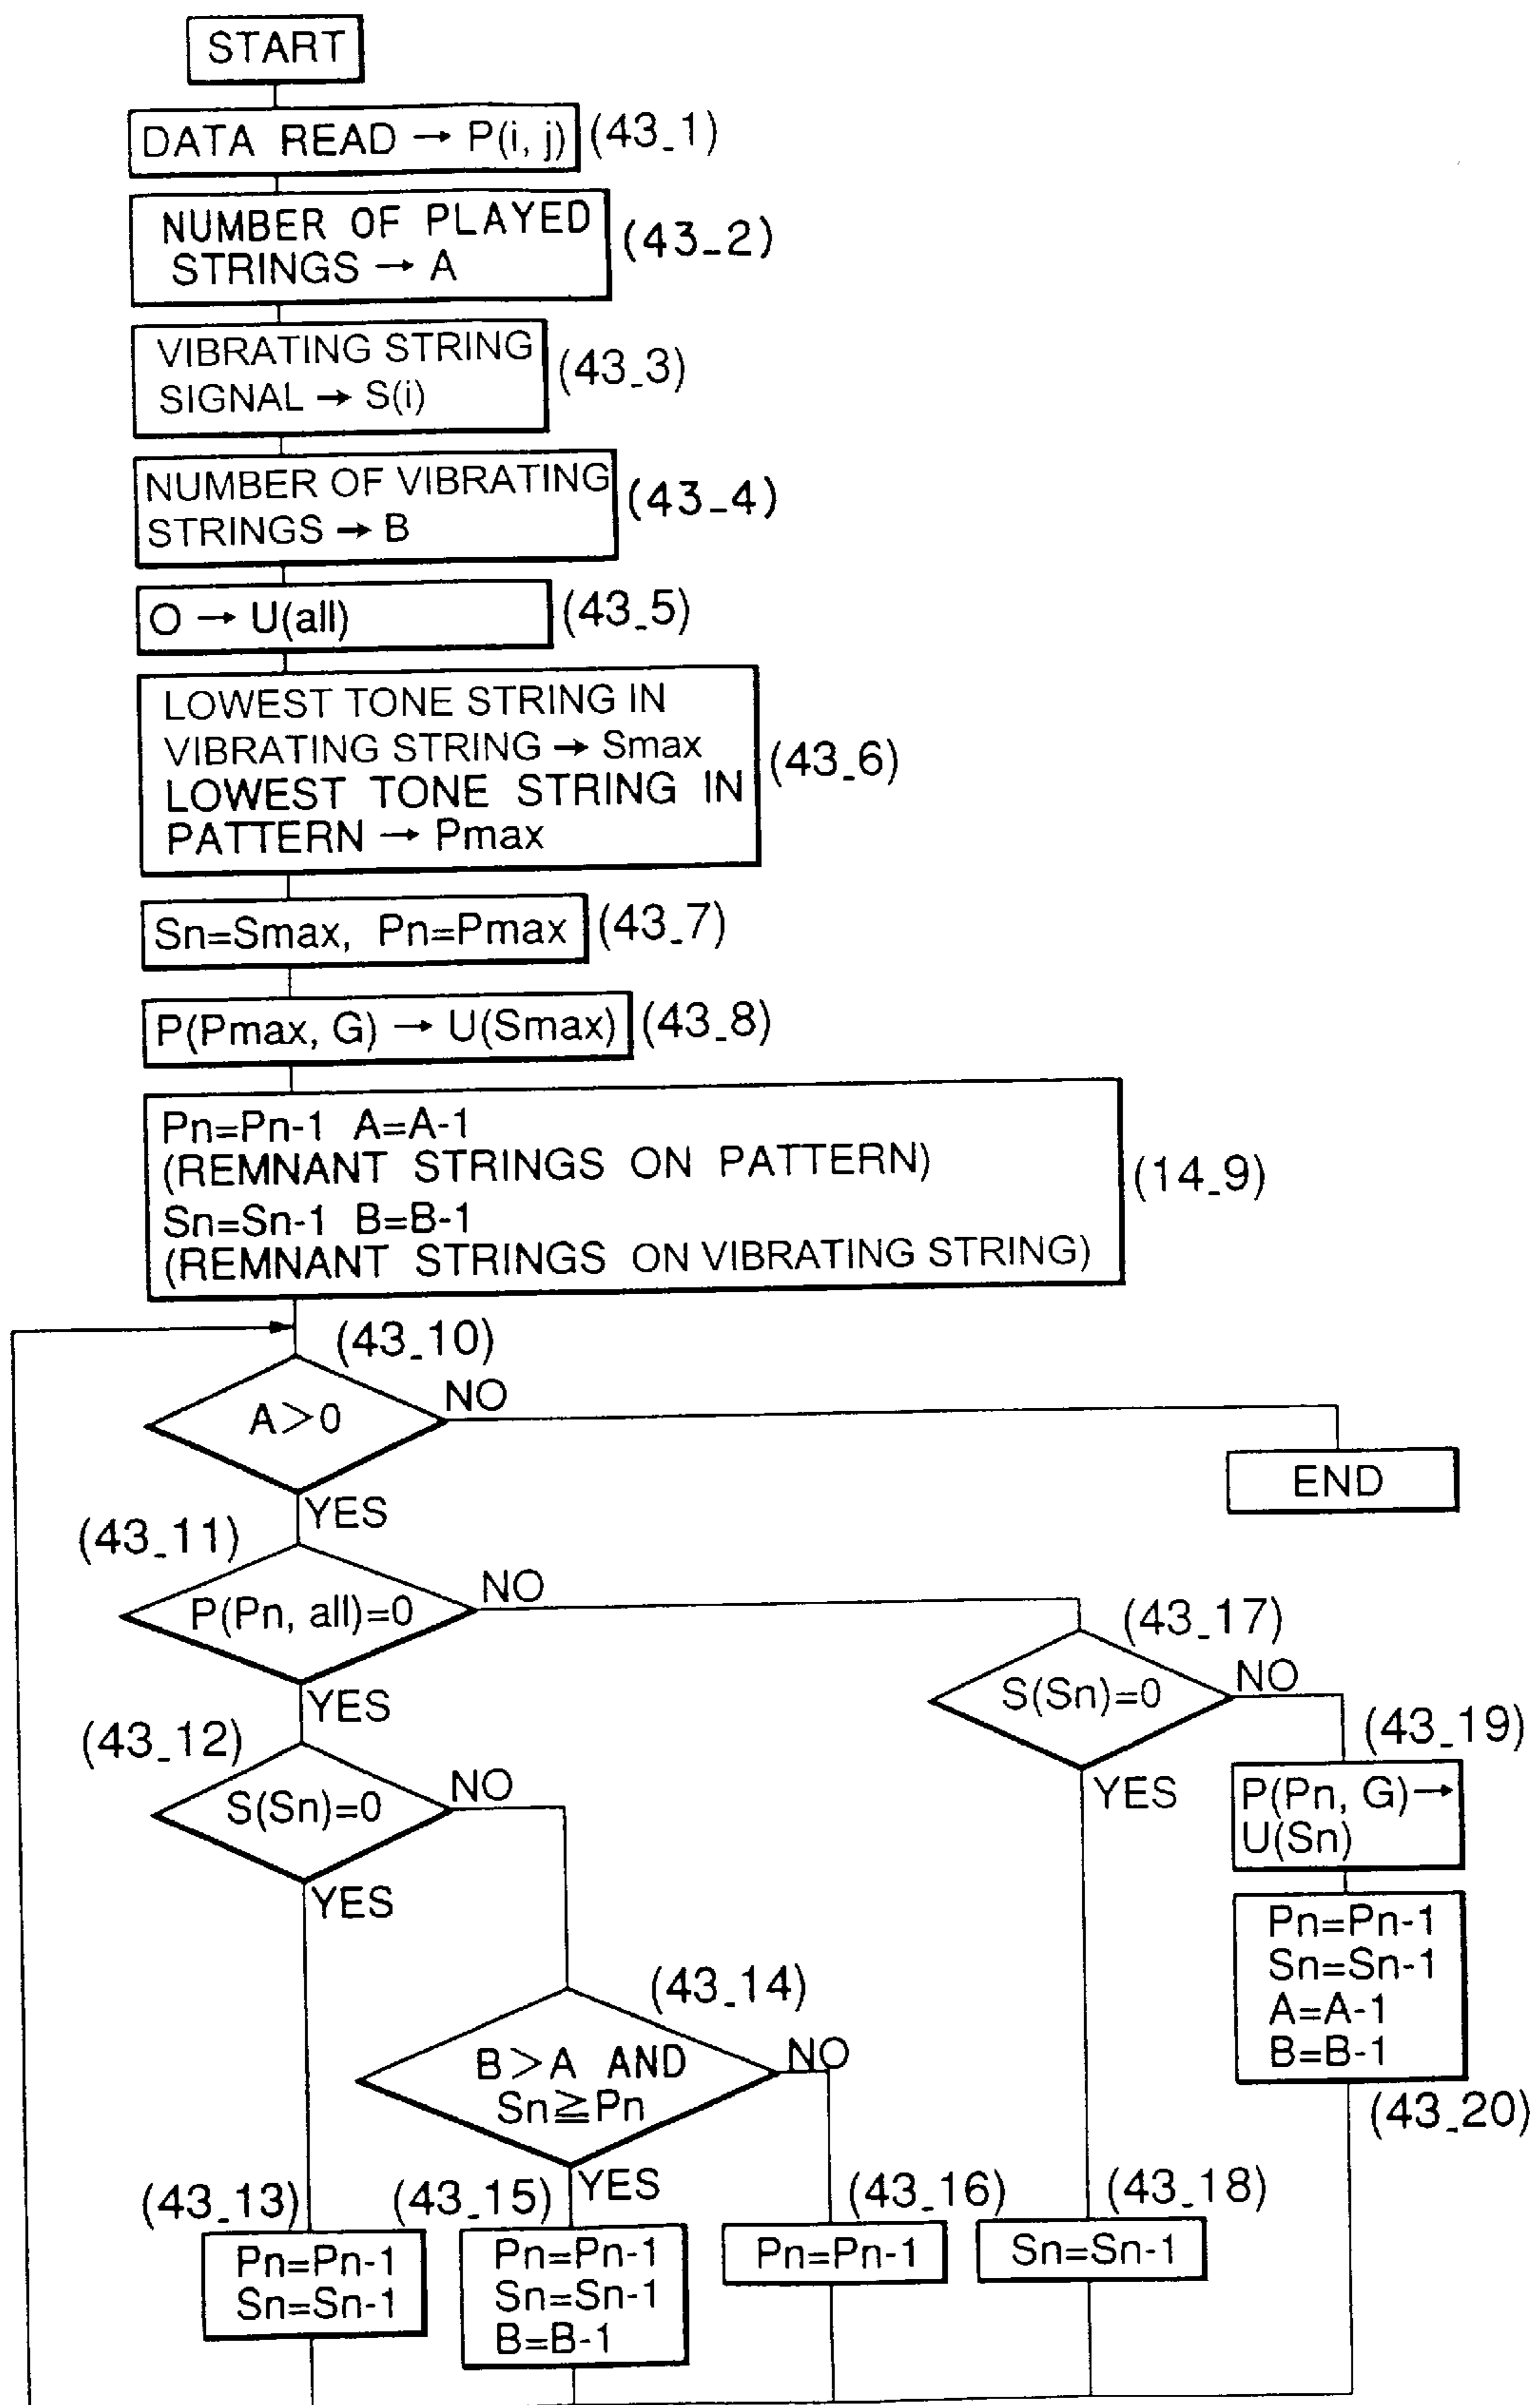 START
DATA READ → P(i, j) (43_1)
NUMBER OF PLAYED
STRINGS → A
(43_2)
VIBRATING STRING
SIGNAL → S(i)
(43_3)
NUMBER OF VIBRATING
STRINGS → B
(43_4)
O → U(all) (43_5)
LOWEST TONE STRING IN
VIBRATING STRING → Smax
LOWEST TONE STRING IN
PATTERN → Pmax
(43_6)
Sn=Smax, Pn=Pmax (43_7)
P(Pmax, G) → U(Smax) (43_8)
Pn=Pn-1 A=A-1
(REMNANT STRINGS ON PATTERN)
Sn=Sn-1 B=B-1
(REMNANT STRINGS ON VIBRATING STRING)
(14_9)
(43_10)
A>0
NO
END
YES
(43_11)
P(Pn, all)=0
NO
YES
(43_17)
S(Sn)=0
NO
YES
(43_19)
P(Pn, G)→
U(Sn)
Pn=Pn-1
Sn=Sn-1
A=A-1
B=B-1
(43_20)
(43_12)
S(Sn)=0
NO
YES
(43_14)
B>A AND
Sn≧Pn
NO
YES
(43_13)
Pn=Pn-1
Sn=Sn-1
(43_15)
Pn=Pn-1
Sn=Sn-1
B=B-1
(43_16)
Pn=Pn-1
(43_18)
Sn=Sn-1